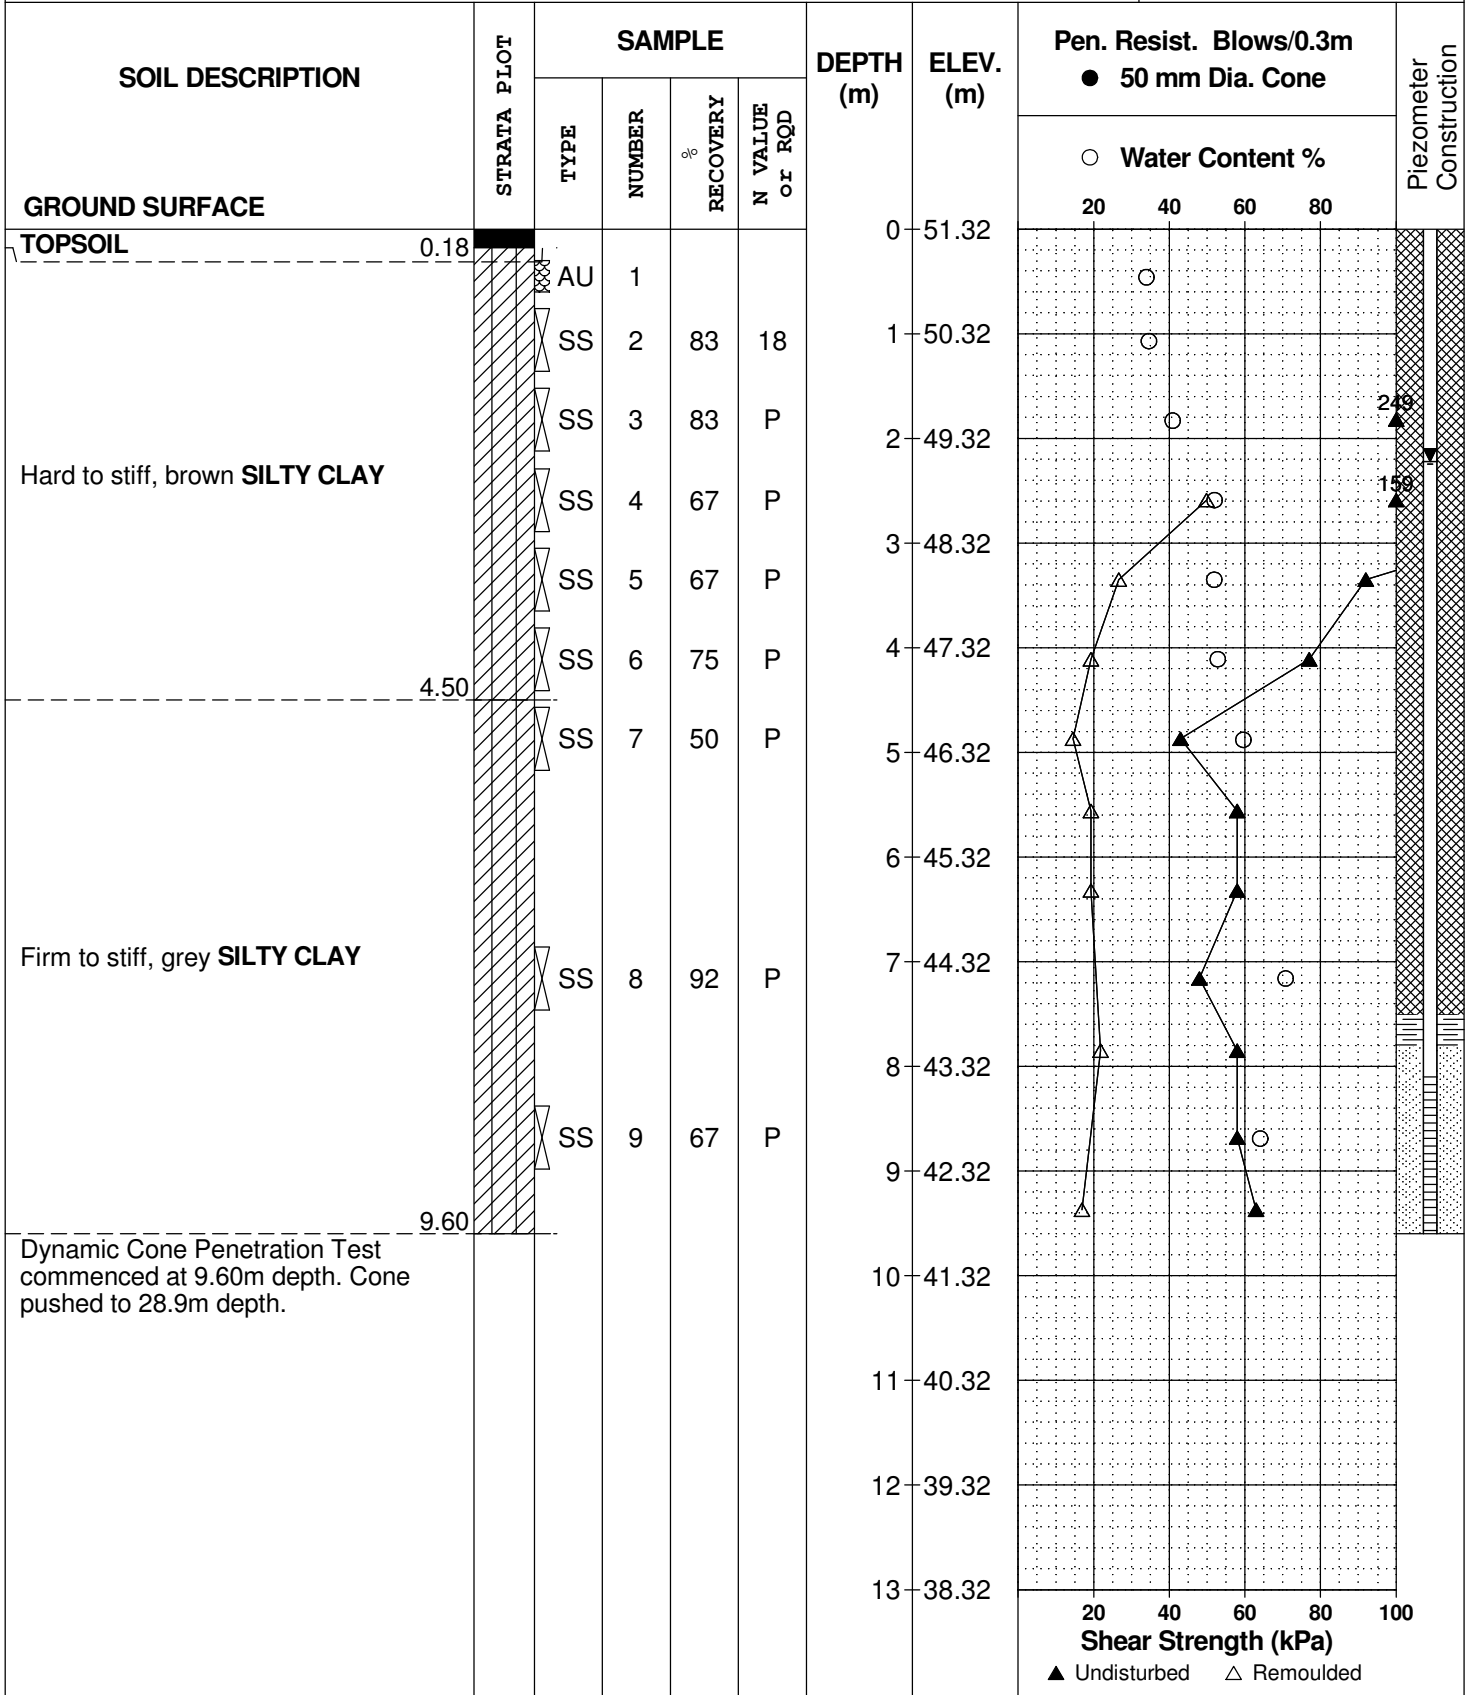 SOIL DESCRIPTION
GROUND SURFACE
STRATA PLOT
SAMPLE
TYPE
NUMBER
% RECOVERY
N VALUE or RQD
DEPTH (m)
ELEV. (m)
Pen. Resist. Blows/0.3m
● 50 mm Dia. Cone
○ Water Content %
20 40 60 80
Piezometer Construction
TOPSOIL 0.18
0 51.32
AU 1
SS 2 83 18
1 50.32
SS 3 83 P
249
2 49.32
Hard to stiff, brown SILTY CLAY
SS 4 67 P
159
3 48.32
SS 5 67 P
4 47.32
SS 6 75 P
4.50
SS 7 50 P
5 46.32
6 45.32
Firm to stiff, grey SILTY CLAY
7 44.32
SS 8 92 P
8 43.32
SS 9 67 P
9 42.32
9.60
Dynamic Cone Penetration Test
commenced at 9.60m depth. Cone
pushed to 28.9m depth.
10 41.32
11 40.32
12 39.32
13 38.32
20 40 60 80 100
Shear Strength (kPa)
▲ Undisturbed △ Remoulded